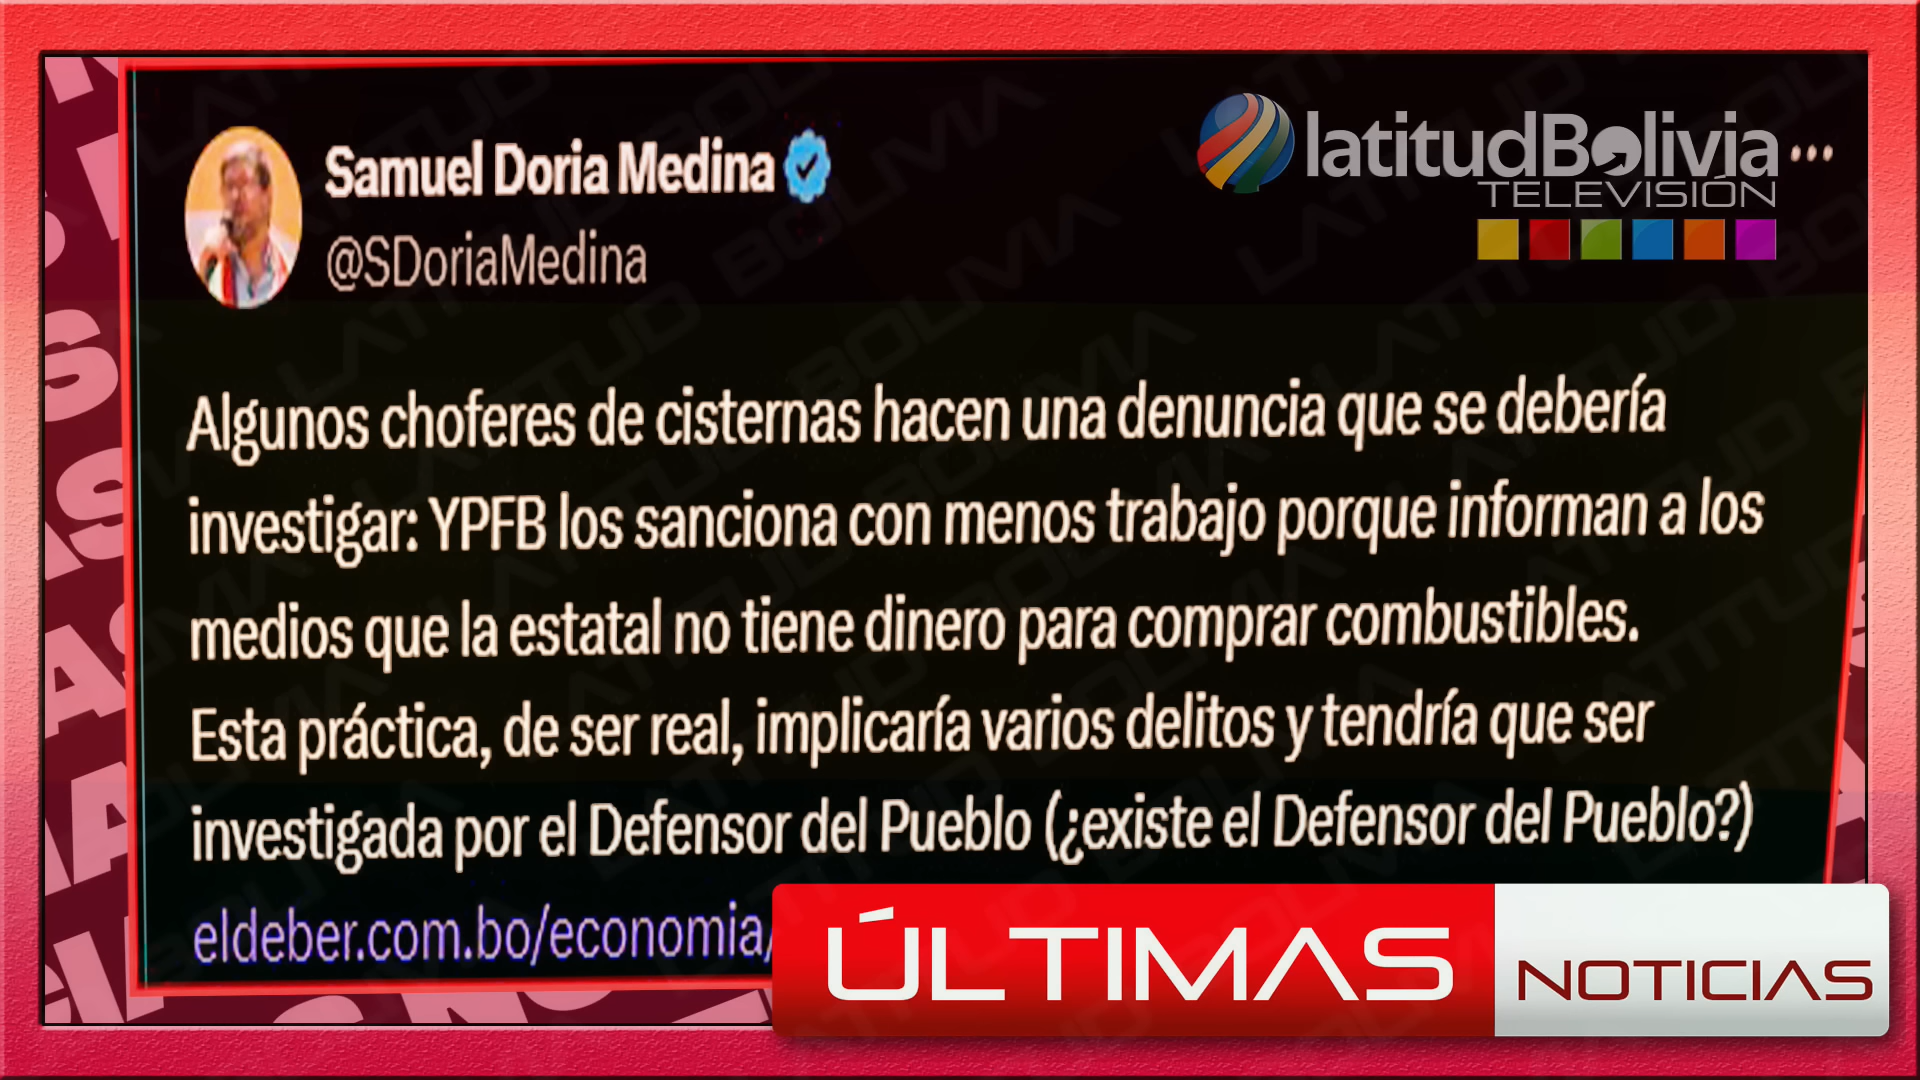 Samuel Doria Medina
@SDoriaMedina
latitudBolivia
TELEVISIÓN
Algunos choferes de cisternas hacen una denuncia que se debería
investigar: YPFB los sanciona con menos trabajo porque informan a los
medios que la estatal no tiene dinero para comprar combustibles.
Esta práctica, de ser real, implicaría varios delitos y tendría que ser
investigada por el Defensor del Pueblo (¿existe el Defensor del Pueblo?)
eldeber.com.bo/economia/
ÚLTIMAS
NOTICIAS
LATITUD BOLIVIA